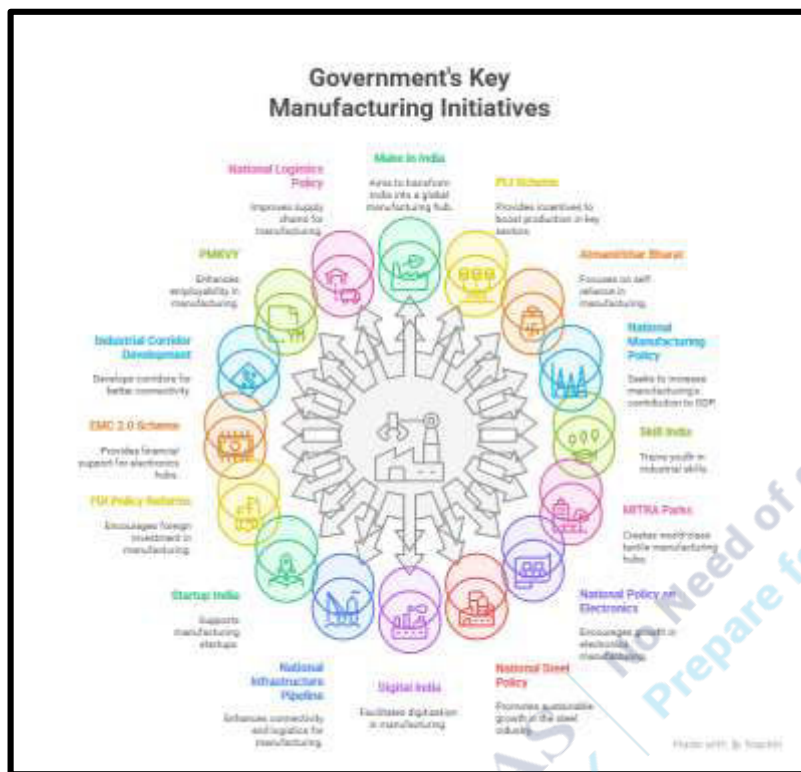 Government's Key
Manufacturing Initiatives
Make in India
Aims to transform
India into a global
manufacturing hub.
PLI Scheme
Provides incentives to
boost production in key
sectors.
Atmanirbhar Bharat
Focuses on self-
reliance in
manufacturing.
National
Manufacturing
Policy
Seeks to increase
manufacturing's
contribution to GDP.
Skill India
Trains youth in
industrial skills.
MITRA Parks
Creates world-class
textile manufacturing
hubs.
National Policy on
Electronics
Encourages growth in
electronics
manufacturing.
National Steel
Policy
Promotes sustainable
growth in the steel
industry.
Digital India
Facilitates digitization
in manufacturing.
National
Infrastructure
Pipeline
Enhances connectivity
and logistics for
manufacturing.
Startup India
Supports
manufacturing
startups.
FDI Policy Reforms
Encourages foreign
investment in
manufacturing.
EMC 2.0 Scheme
Provides financial
support for electronics
hubs.
Industrial Corridor
Development
Develops corridors for
better connectivity.
PMKVY
Enhances
employability in
manufacturing.
National Logistics
Policy
Improves supply
chains for
manufacturing.
Made with Napkin
No Need of
Prepare
AS